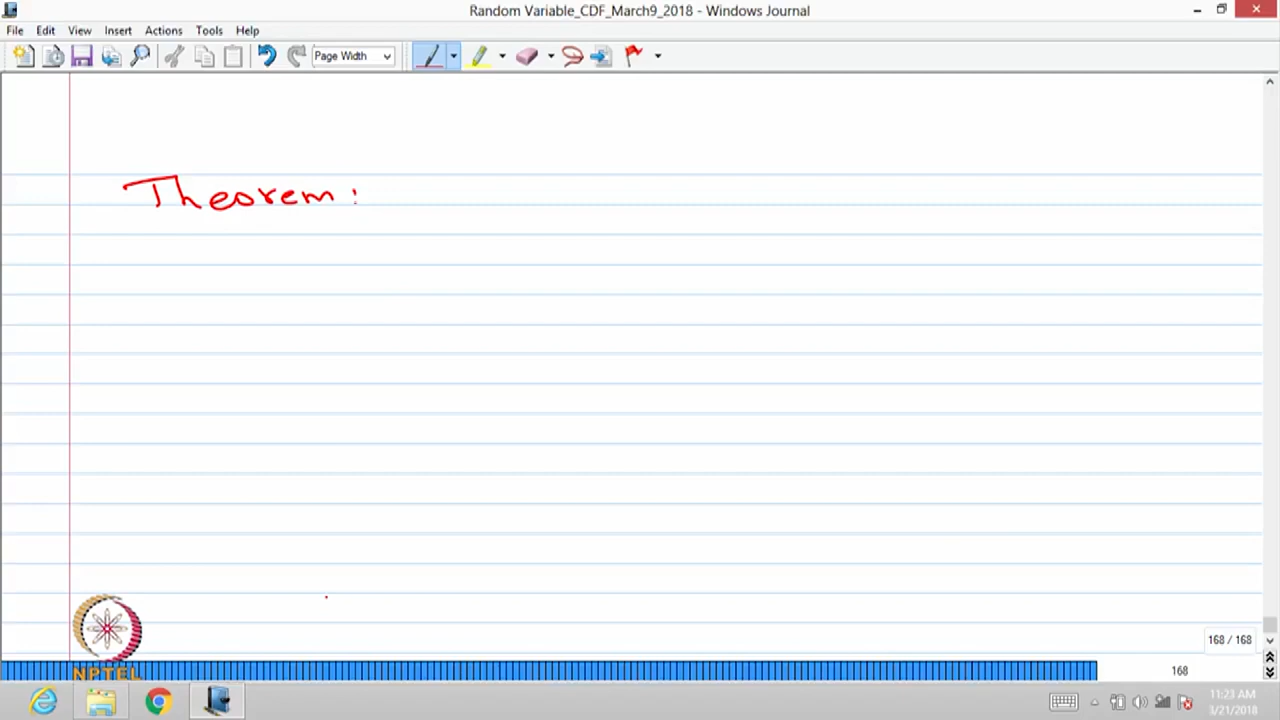 Random Variable_CDF_March9_2018 - Windows Journal
File Edit View Insert Actions Tools Help
Page Width
Theorem :
168 / 168
NPTEL
168
11:23 AM
3/21/2018